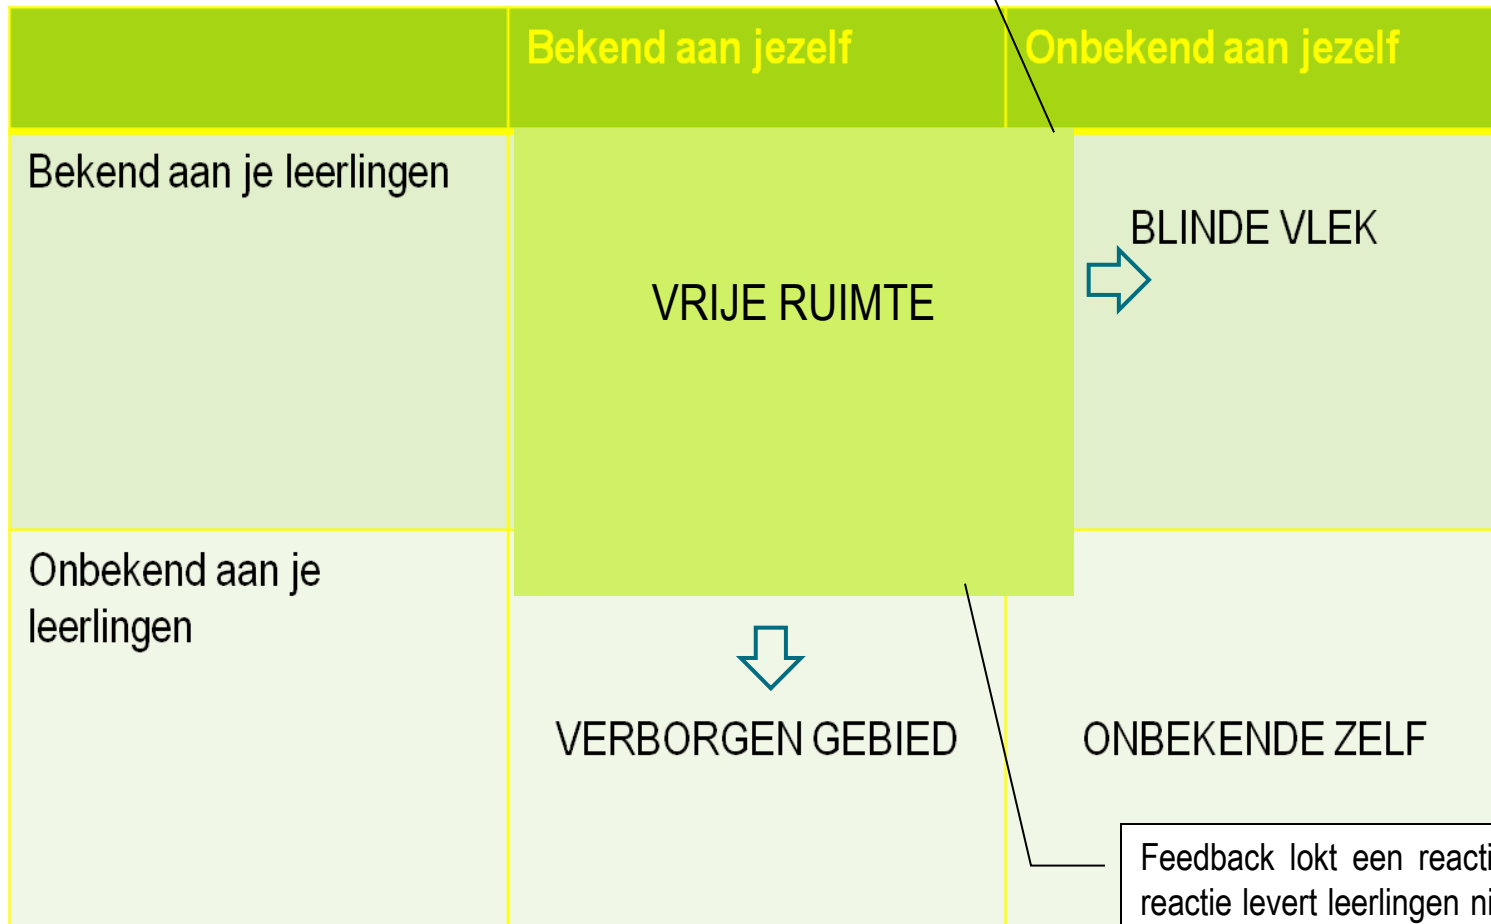 Bekend aan jezelf
Onbekend aan jezelf
Bekend aan je leerlingen
VRIJE RUIMTE
BLINDE VLEK
Onbekend aan je
leerlingen
VERBORGEN GEBIED
ONBEKENDE ZELF
Feedback lokt een
reactie levert leerlingen